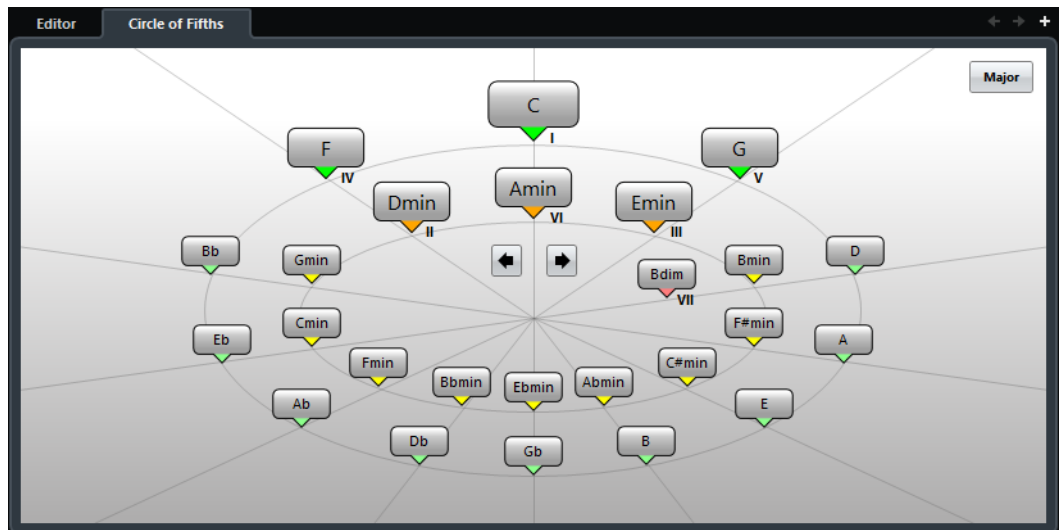 Editor
Circle of Fifths
Major
C
I
F
IV
G
V
Dmin
II
Amin
VI
Emin
III
Bb
Gmin
Bdim
VII
Bmin
D
Eb
Cmin
F#min
A
Fmin
C#min
Ab
Bbmin
Ebmin
Abmin
E
Db
Gb
B